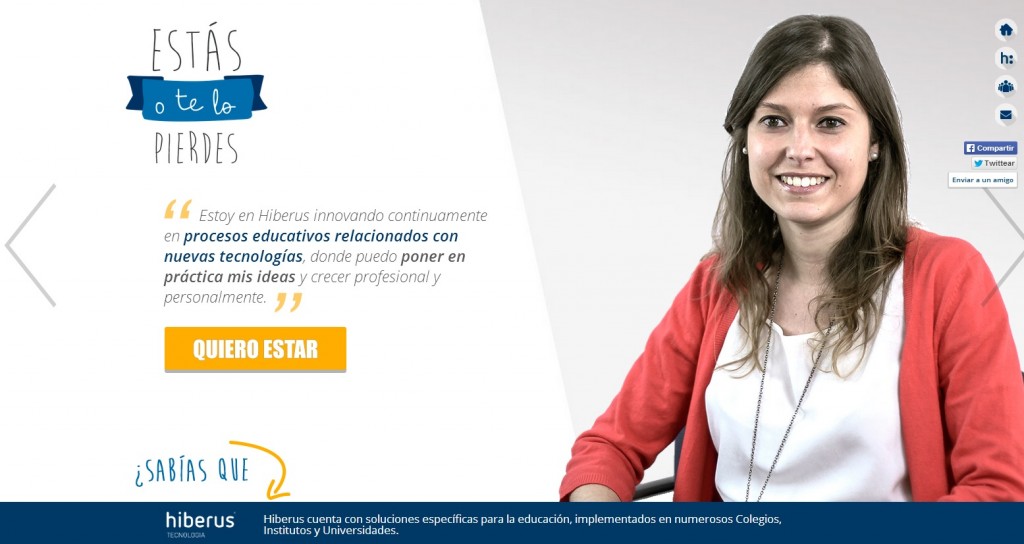 ESTÁS
o te lo
PIERDES
“ Estoy en Hiberus innovando continuamente
en procesos educativos relacionados con
nuevas tecnologías, donde puedo poner en
práctica mis ideas y crecer profesional y
personalmente. ”
QUIERO ESTAR
h:
Compartir
Twittear
Enviar a un amigo
¿SABÍAS QUE
hiberus
TECNOLOGIA
Hiberus cuenta con soluciones específicas para la educación, implementados en numerosos Colegios,
Institutos y Universidades.